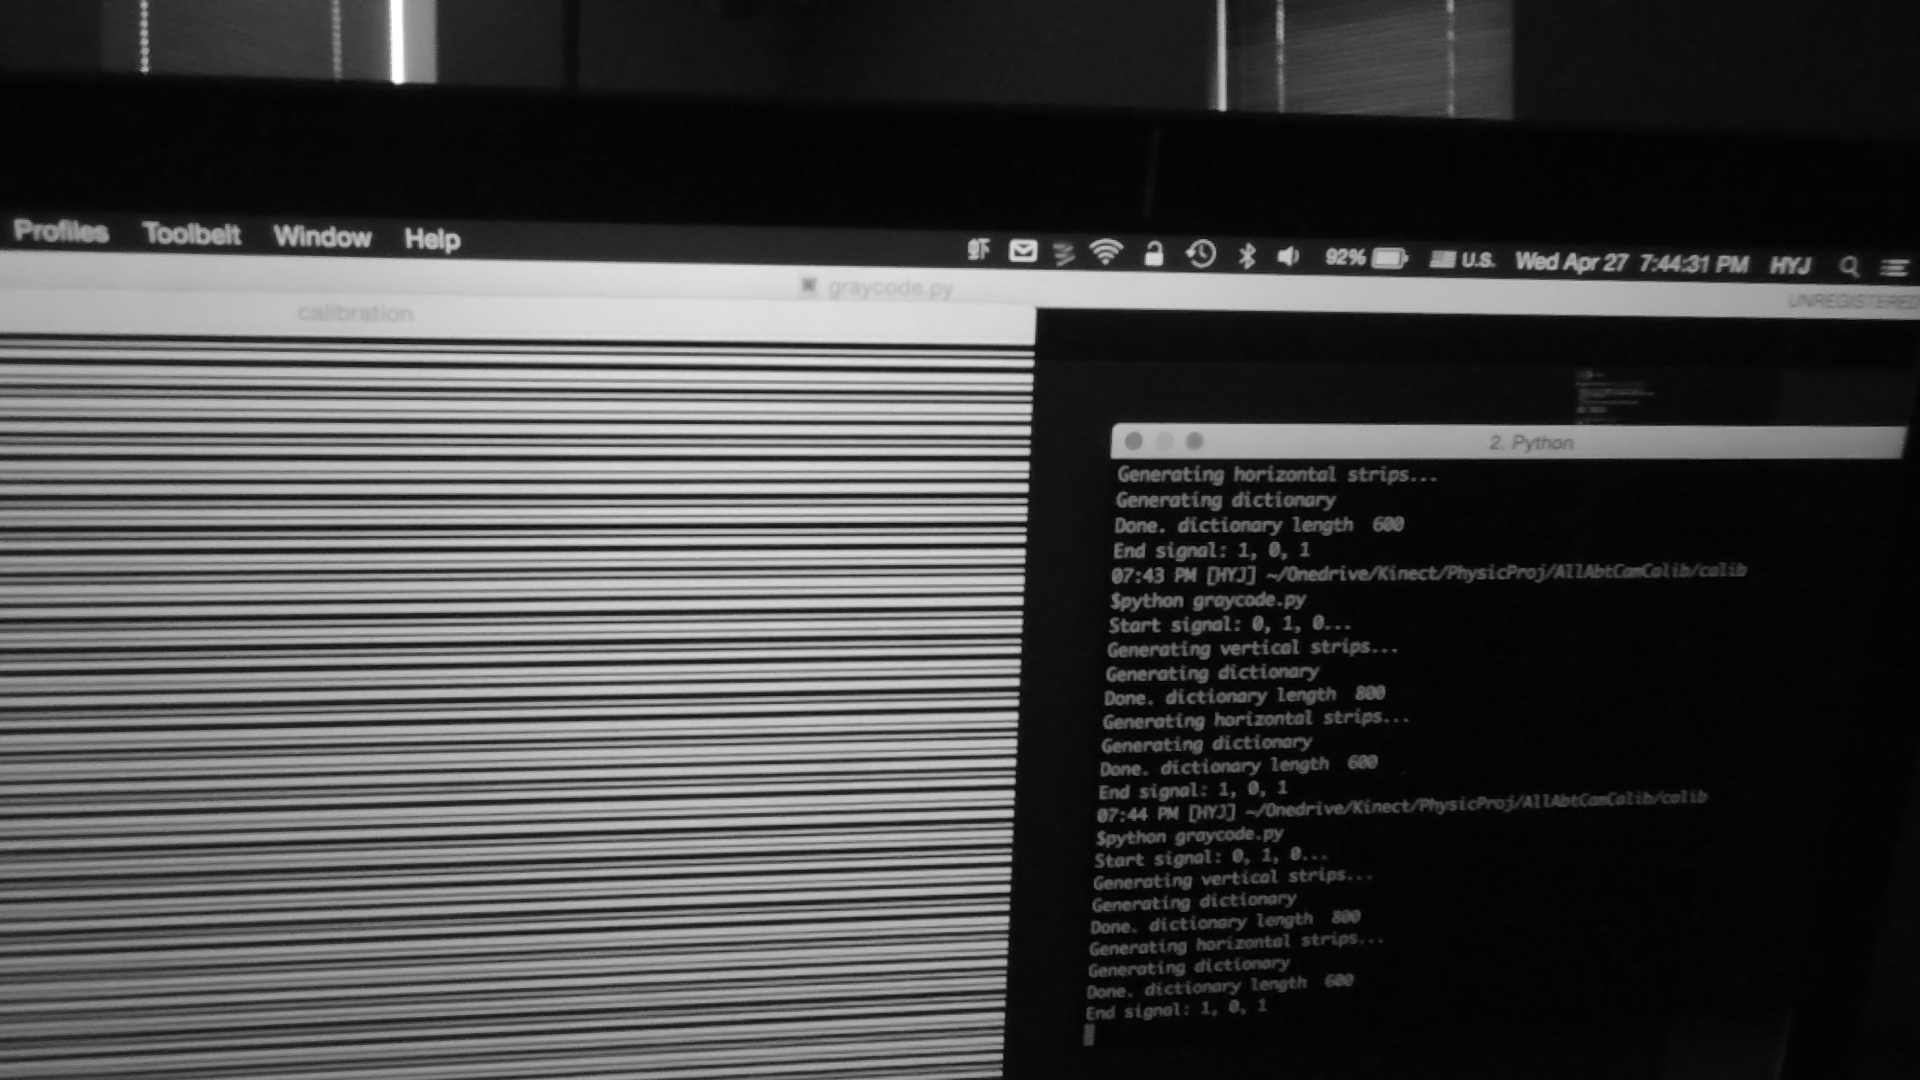 Profiles Toolbelt Window Help 92% U.S. Wed Apr 27 7:44:31 PM HYJ
graycode.py
UNREGISTERED
calibration
2. Python
Generating horizontal strips...
Generating dictionary
Done. dictionary length 600
End signal: 1, 0, 1
07:43 PM [HYJ] ~/Onedrive/Kinect/PhysicProj/AllAbtCamCalib/calib
$python graycode.py
Start signal: 0, 1, 0...
Generating vertical strips...
Generating dictionary
Done. dictionary length 800
Generating horizontal strips...
Generating dictionary
Done. dictionary length 600
End signal: 1, 0, 1
07:44 PM [HYJ] ~/Onedrive/Kinect/PhysicProj/AllAbtCamCalib/calib
$python graycode.py
Start signal: 0, 1, 0...
Generating vertical strips...
Generating dictionary
Done. dictionary length 800
Generating horizontal strips...
Generating dictionary
Done. dictionary length 600
End signal: 1, 0, 1